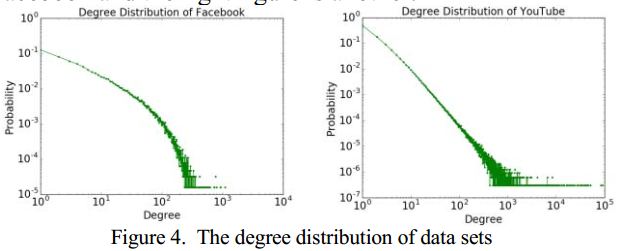 Degree Distribution of Facebook
Degree Distribution of YouTube
Probability
10^0
10^-1
10^-2
10^-3
10^-4
10^-5
10^0 10^1 10^2 10^3 10^4
Degree
Probability
10^0
10^-1
10^-2
10^-3
10^-4
10^-5
10^-6
10^-7
10^0 10^1 10^2 10^3 10^4 10^5
Degree
Figure 4. The degree distribution of data sets